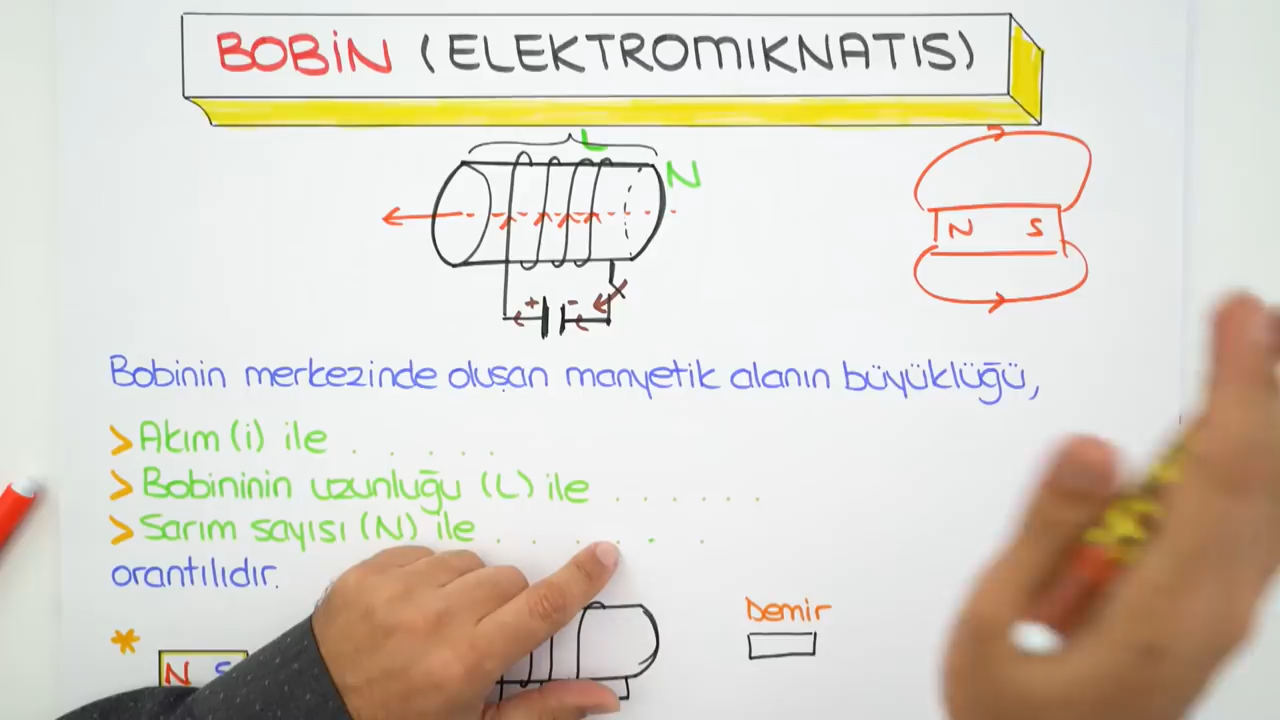 BOBİN (ELEKTROMIKNATIS)
L
N
N S
+ -
Bobinin merkezinde oluşan manyetik alanın büyüklüğü,
> Akım (i) ile . . . . .
> Bobininin uzunluğu (L) ile . . . . . .
> Sarım sayısı (N) ile . . . . . .
orantılıdır.
Demir
* N S